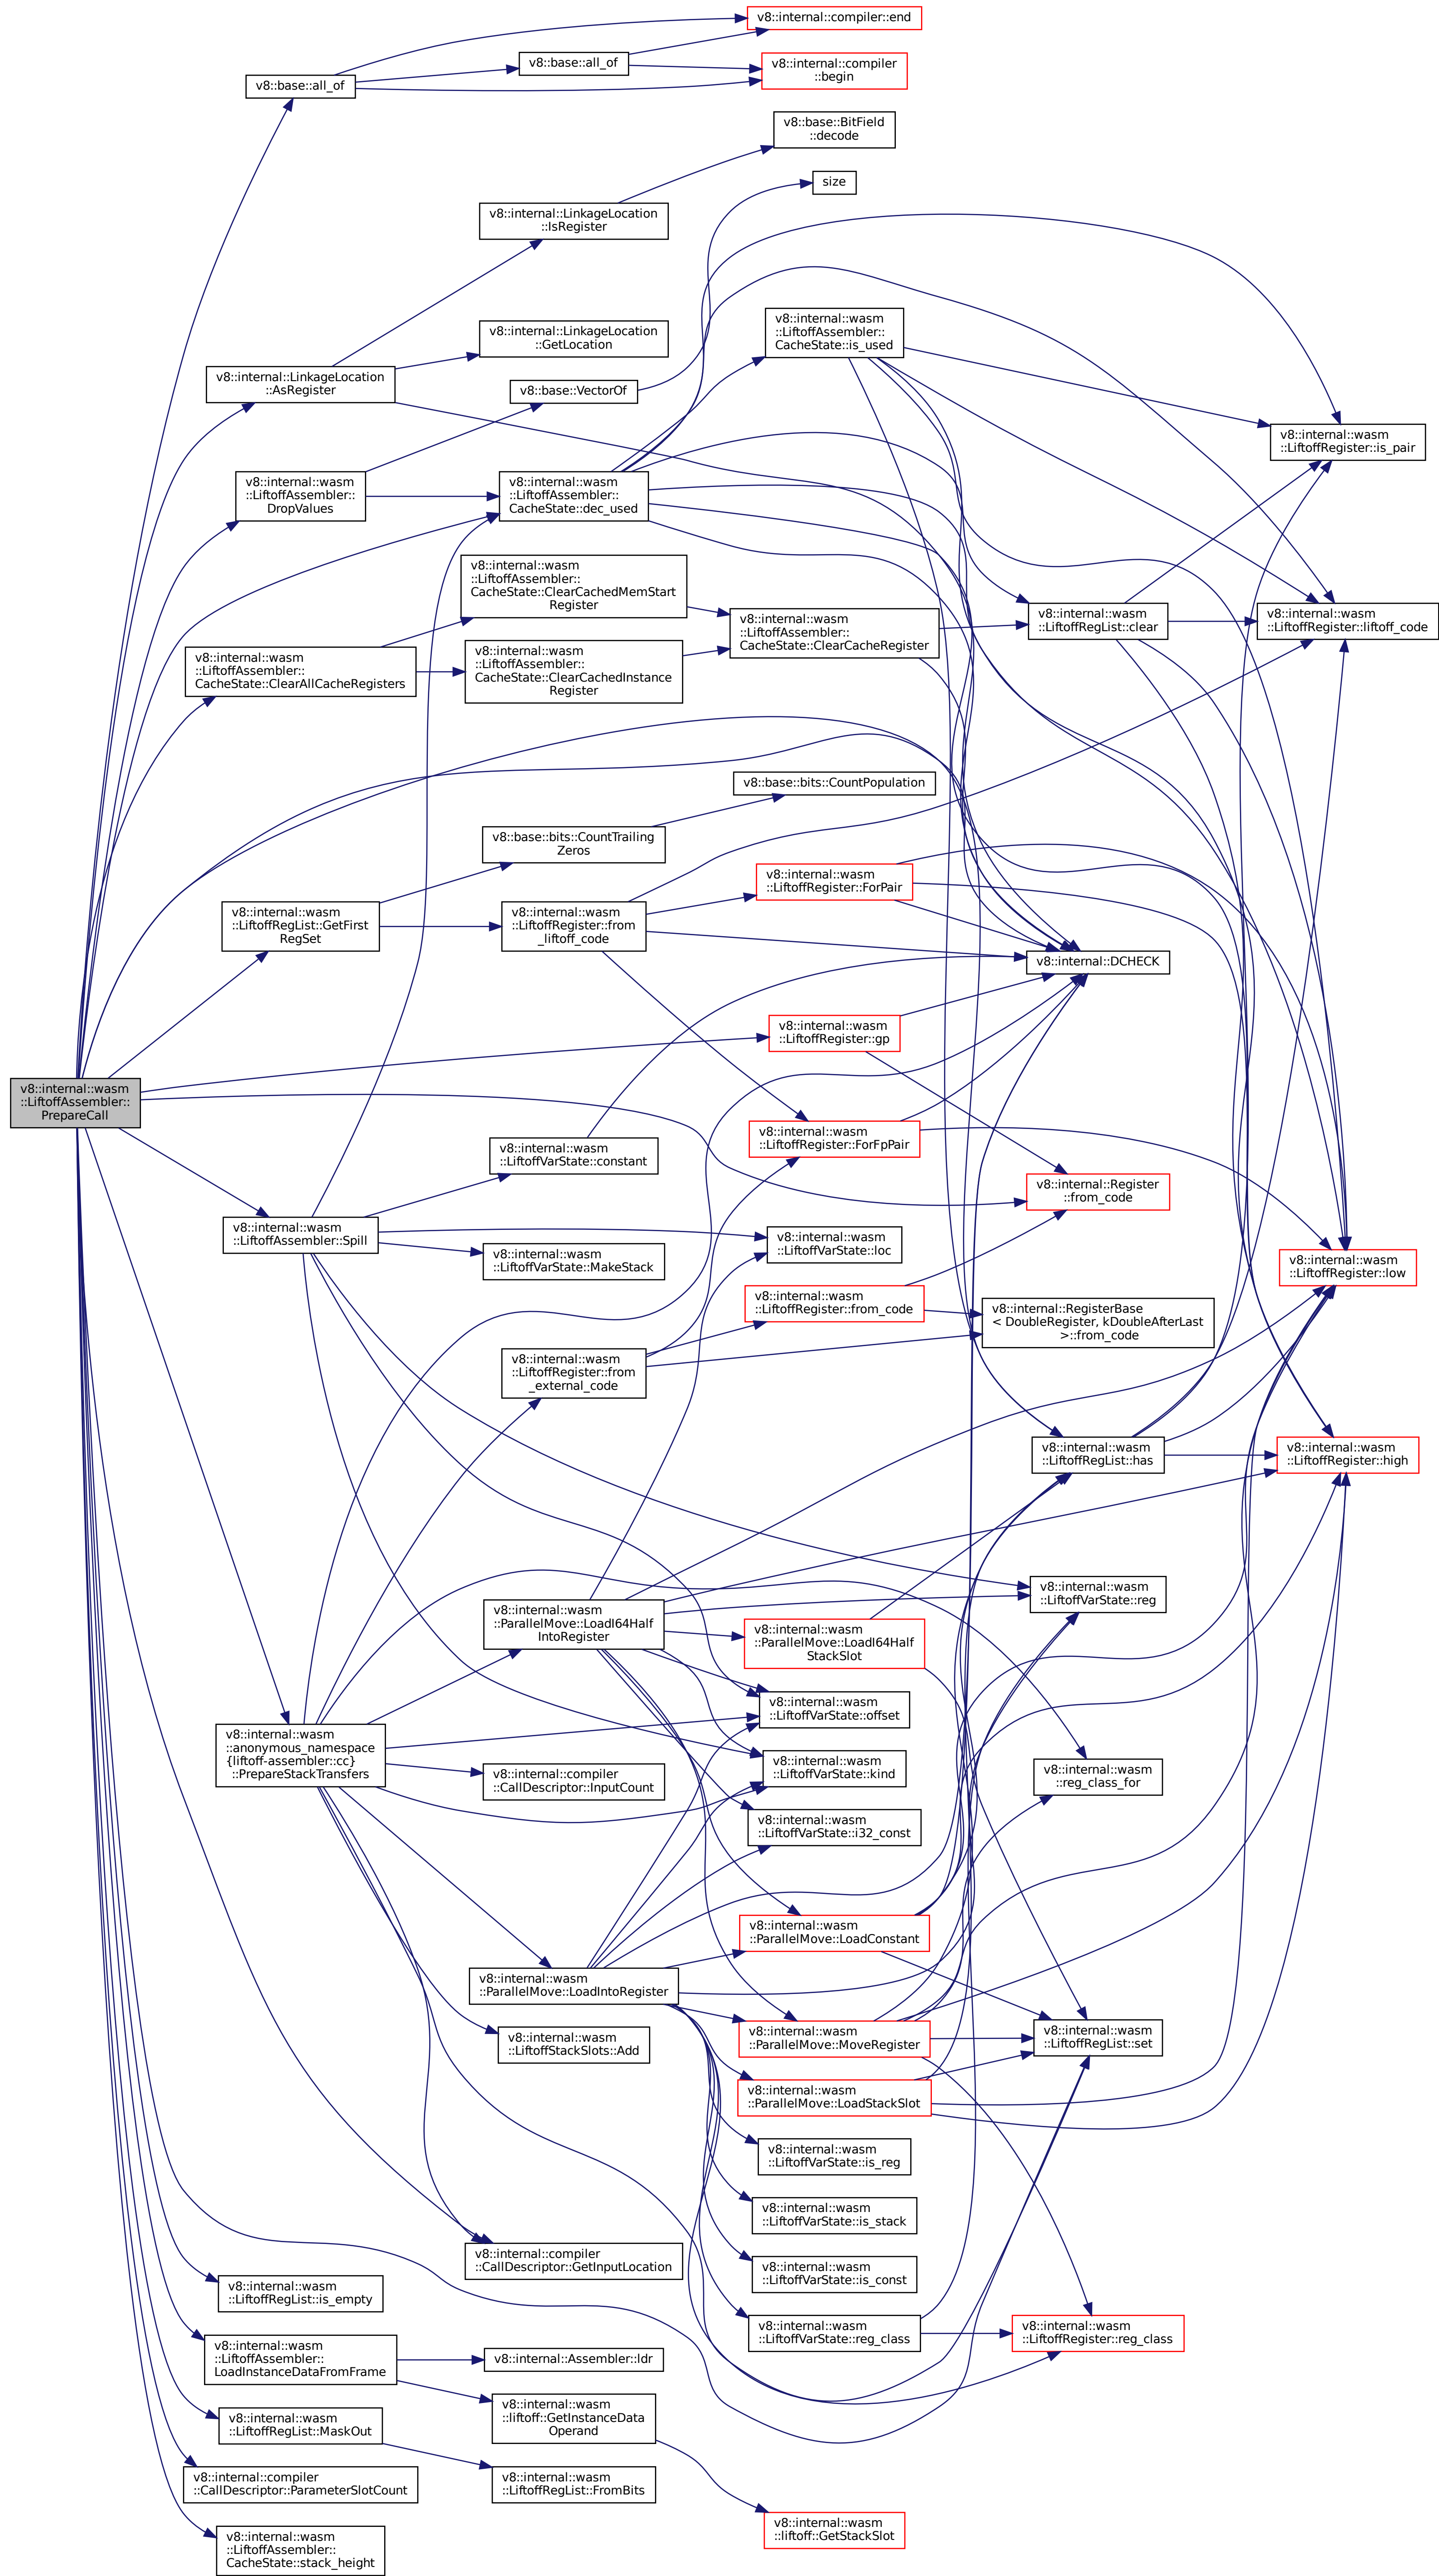 v8::internal::compiler::end
v8::base::all_of
v8::internal::compiler
::begin
v8::base::all_of
v8::base::BitField
::decode
size
v8::internal::LinkageLocation
::IsRegister
v8::internal::LinkageLocation
::GetLocation
v8::internal::wasm
::LiftoffAssembler::
CacheState::is_used
v8::internal::LinkageLocation
::AsRegister
v8::base::VectorOf
v8::internal::wasm
::LiftoffRegister::is_pair
v8::internal::wasm
::LiftoffAssembler::
DropValues
v8::internal::wasm
::LiftoffAssembler::
CacheState::dec_used
v8::internal::wasm
::LiftoffAssembler::
CacheState::ClearCachedMemStart
Register
v8::internal::wasm
::LiftoffRegList::clear
v8::internal::wasm
::LiftoffRegister::liftoff_code
v8::internal::wasm
::LiftoffAssembler::
CacheState::ClearCacheRegister
v8::internal::wasm
::LiftoffAssembler::
CacheState::ClearAllCacheRegisters
v8::internal::wasm
::LiftoffAssembler::
CacheState::ClearCachedInstance
Register
v8::base::bits::CountPopulation
v8::base::bits::CountTrailing
Zeros
v8::internal::wasm
::LiftoffRegister::ForPair
v8::internal::wasm
::LiftoffRegList::GetFirst
RegSet
v8::internal::wasm
::LiftoffRegister::from
_liftoff_code
v8::internal::DCHECK
v8::internal::wasm
::LiftoffRegister::gp
v8::internal::wasm
::LiftoffAssembler::
PrepareCall
v8::internal::wasm
::LiftoffRegister::ForFpPair
v8::internal::wasm
::LiftoffVarState::constant
v8::internal::Register
::from_code
v8::internal::wasm
::LiftoffAssembler::Spill
v8::internal::wasm
::LiftoffVarState::loc
v8::internal::wasm
::LiftoffVarState::MakeStack
v8::internal::wasm
::LiftoffRegister::low
v8::internal::wasm
::LiftoffRegister::from_code
v8::internal::RegisterBase
< DoubleRegister, kDoubleAfterLast
>::from_code
v8::internal::wasm
::LiftoffRegister::from
_external_code
v8::internal::wasm
::LiftoffRegList::has
v8::internal::wasm
::LiftoffRegister::high
v8::internal::wasm
::LiftoffVarState::reg
v8::internal::wasm
::ParallelMove::LoadI64Half
IntoRegister
v8::internal::wasm
::ParallelMove::LoadI64Half
StackSlot
v8::internal::wasm
::LiftoffVarState::offset
v8::internal::wasm
::anonymous_namespace
{liftoff-assembler::cc}
::PrepareStackTransfers
v8::internal::wasm
::LiftoffVarState::kind
v8::internal::compiler
::CallDescriptor::InputCount
v8::internal::wasm
::reg_class_for
v8::internal::wasm
::LiftoffVarState::i32_const
v8::internal::wasm
::ParallelMove::LoadConstant
v8::internal::wasm
::ParallelMove::LoadIntoRegister
v8::internal::wasm
::ParallelMove::MoveRegister
v8::internal::wasm
::LiftoffRegList::set
v8::internal::wasm
::LiftoffStackSlots::Add
v8::internal::wasm
::ParallelMove::LoadStackSlot
v8::internal::wasm
::LiftoffVarState::is_reg
v8::internal::wasm
::LiftoffVarState::is_stack
v8::internal::compiler
::CallDescriptor::GetInputLocation
v8::internal::wasm
::LiftoffVarState::is_const
v8::internal::wasm
::LiftoffRegList::is_empty
v8::internal::wasm
::LiftoffVarState::reg_class
v8::internal::wasm
::LiftoffRegister::reg_class
v8::internal::wasm
::LiftoffAssembler::
LoadInstanceDataFromFrame
v8::internal::Assembler::ldr
v8::internal::wasm
::liftoff::GetInstanceData
Operand
v8::internal::wasm
::LiftoffRegList::MaskOut
v8::internal::compiler
::CallDescriptor::ParameterSlotCount
v8::internal::wasm
::LiftoffRegList::FromBits
v8::internal::wasm
::liftoff::GetStackSlot
v8::internal::wasm
::LiftoffAssembler::
CacheState::stack_height